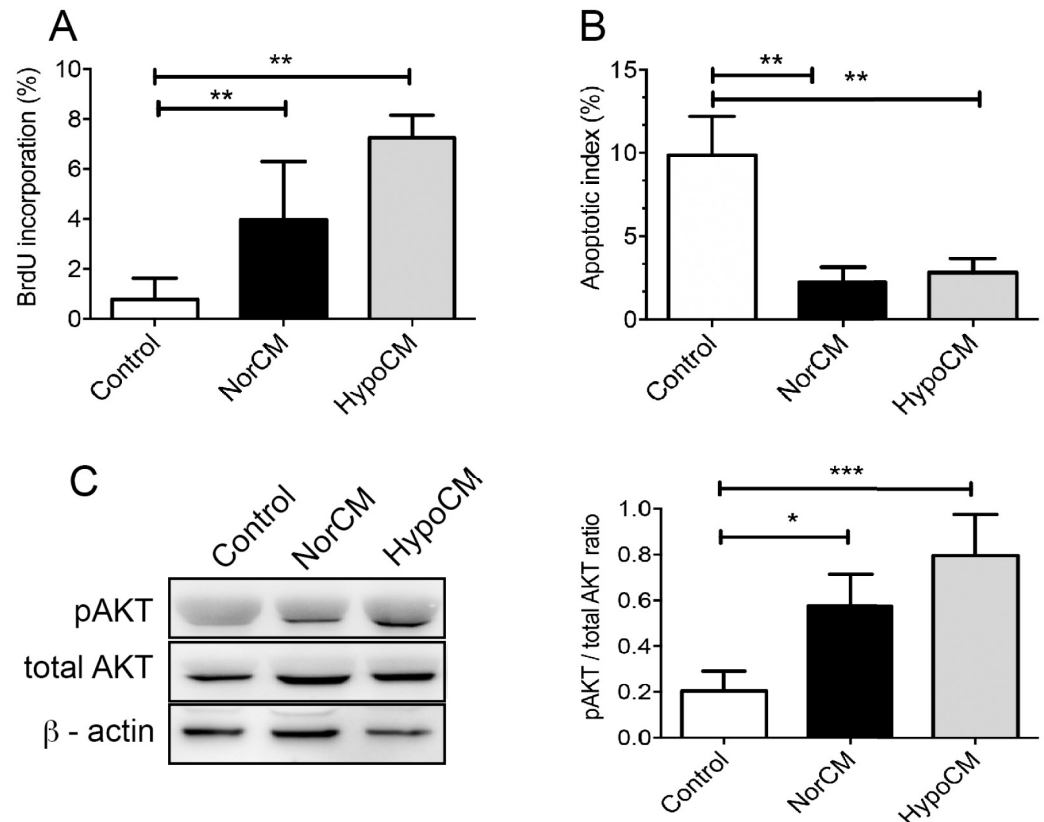 A
BrdU incorporation (%)
10
8
6
4
2
0
**
**
Control
NorCM
HypoCM
B
Apoptotic index (%)
15
10
5
0
**
**
Control
NorCM
HypoCM
C
Control
NorCM
HypoCM
pAKT
total AKT
β - actin
pAKT / total AKT ratio
1.0
0.8
0.6
0.4
0.2
0.0
***
*
Control
NorCM
HypoCM